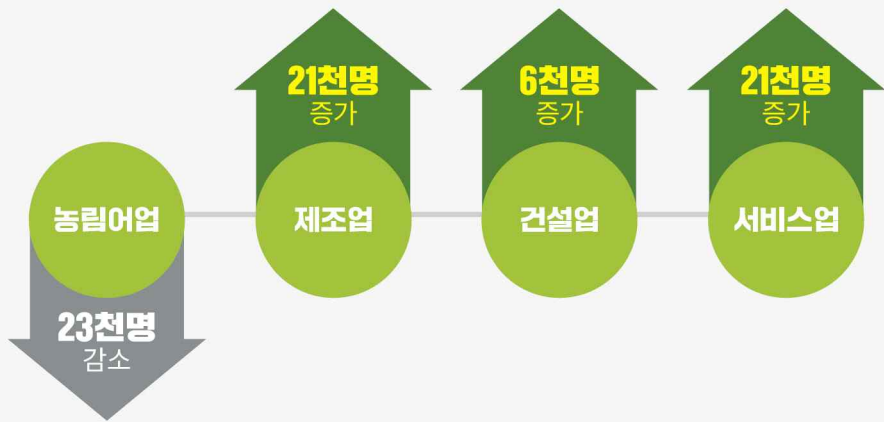 21천명
증가
6천명
증가
21천명
증가
농림어업
제조업
건설업
서비스업
23천명
감소